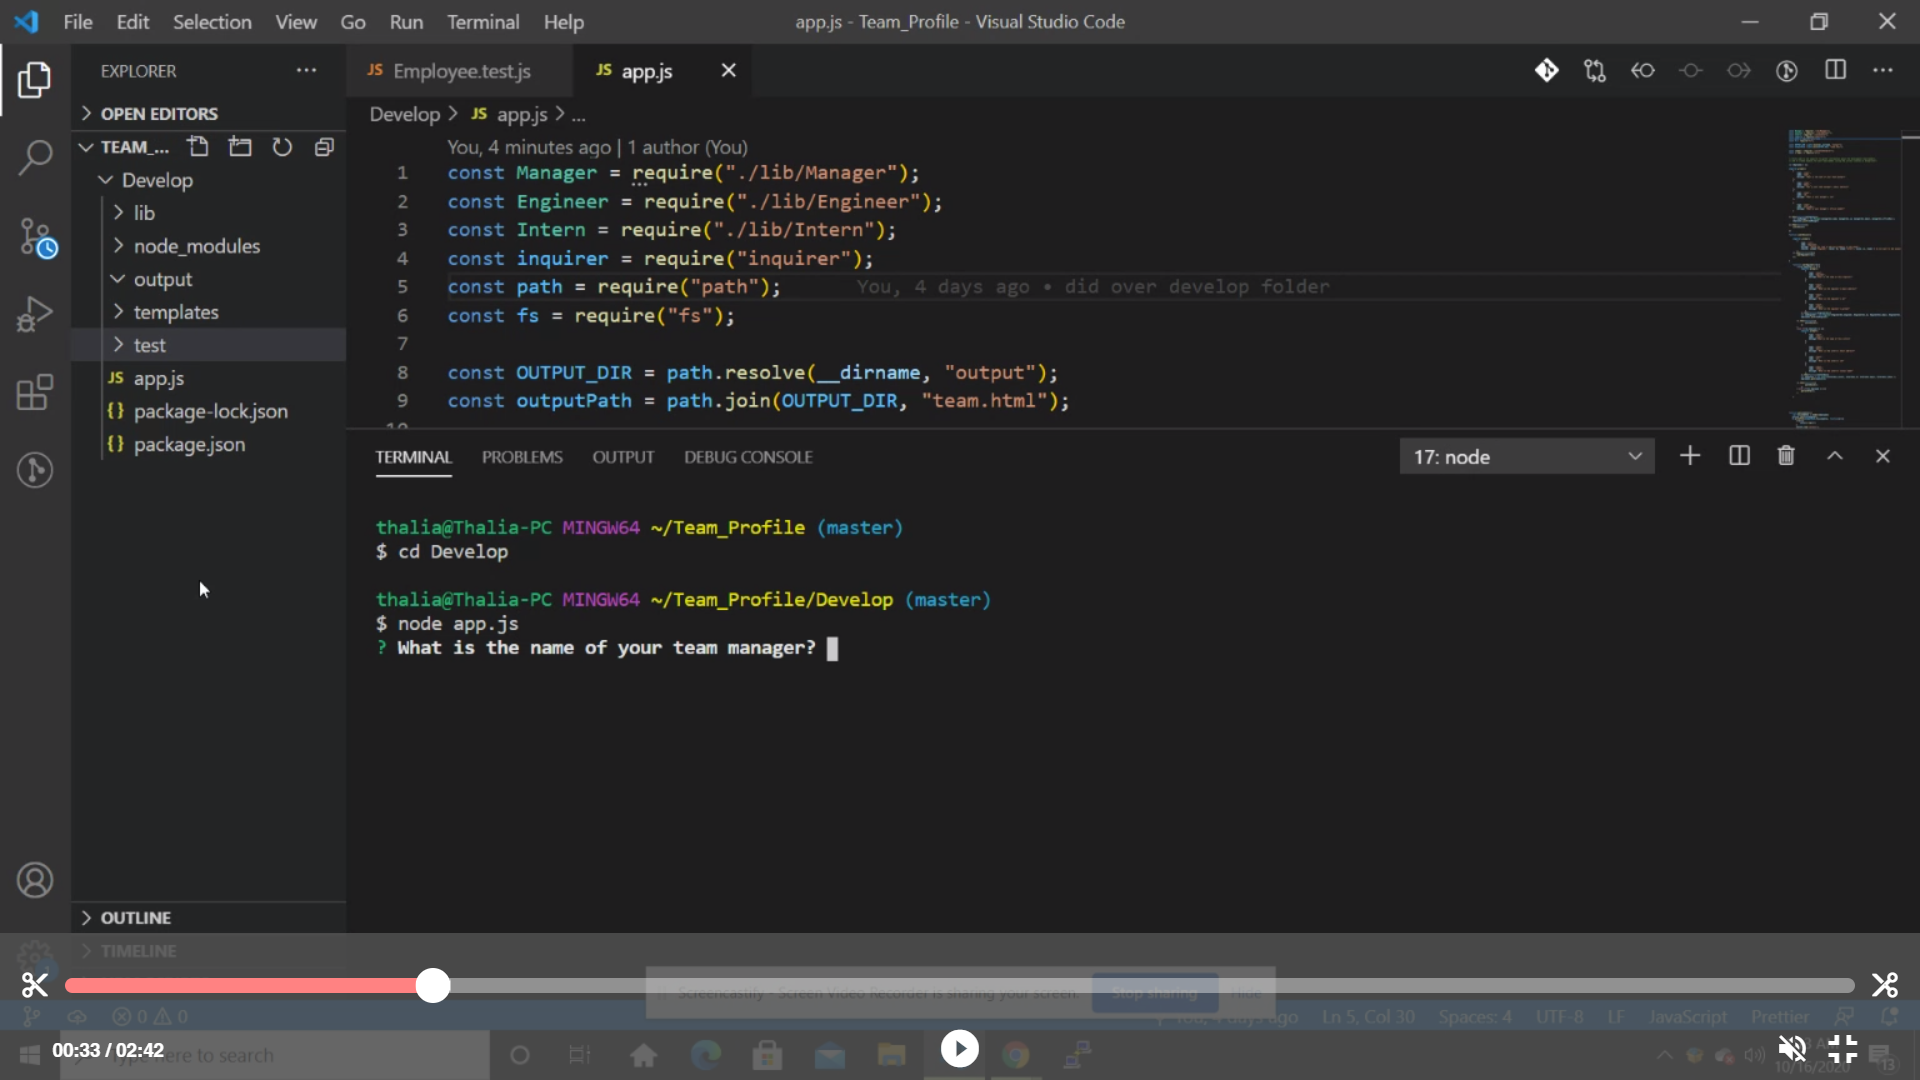 File Edit Selection View Go Run Terminal Help
app.js - Team_Profile - Visual Studio Code
EXPLORER
OPEN EDITORS
TEAM_...
Develop
lib
node_modules
output
templates
test
JS app.js
{} package-lock.json
{} package.json
OUTLINE
TIMELINE
JS Employee.test.js
JS app.js
Develop > JS app.js > ...
You, 4 minutes ago | 1 author (You)
1 const Manager = require("./lib/Manager");
2 const Engineer = require("./lib/Engineer");
3 const Intern = require("./lib/Intern");
4 const inquirer = require("inquirer");
5 const path = require("path"); You, 4 days ago • did over develop folder
6 const fs = require("fs");
7
8 const OUTPUT_DIR = path.resolve(__dirname, "output");
9 const outputPath = path.join(OUTPUT_DIR, "team.html");
10
TERMINAL PROBLEMS OUTPUT DEBUG CONSOLE
17: node
thalia@Thalia-PC MINGW64 ~/Team_Profile (master)
$ cd Develop
thalia@Thalia-PC MINGW64 ~/Team_Profile/Develop (master)
$ node app.js
? What is the name of your team manager?
Screencastify - Screen Video Recorder is sharing your screen. Stop sharing Hide
0 0
You, 4 days ago Ln 5, Col 30 Spaces: 4 UTF-8 LF JavaScript Prettier
00:33 / 02:42
here to search
10/16/2020
13